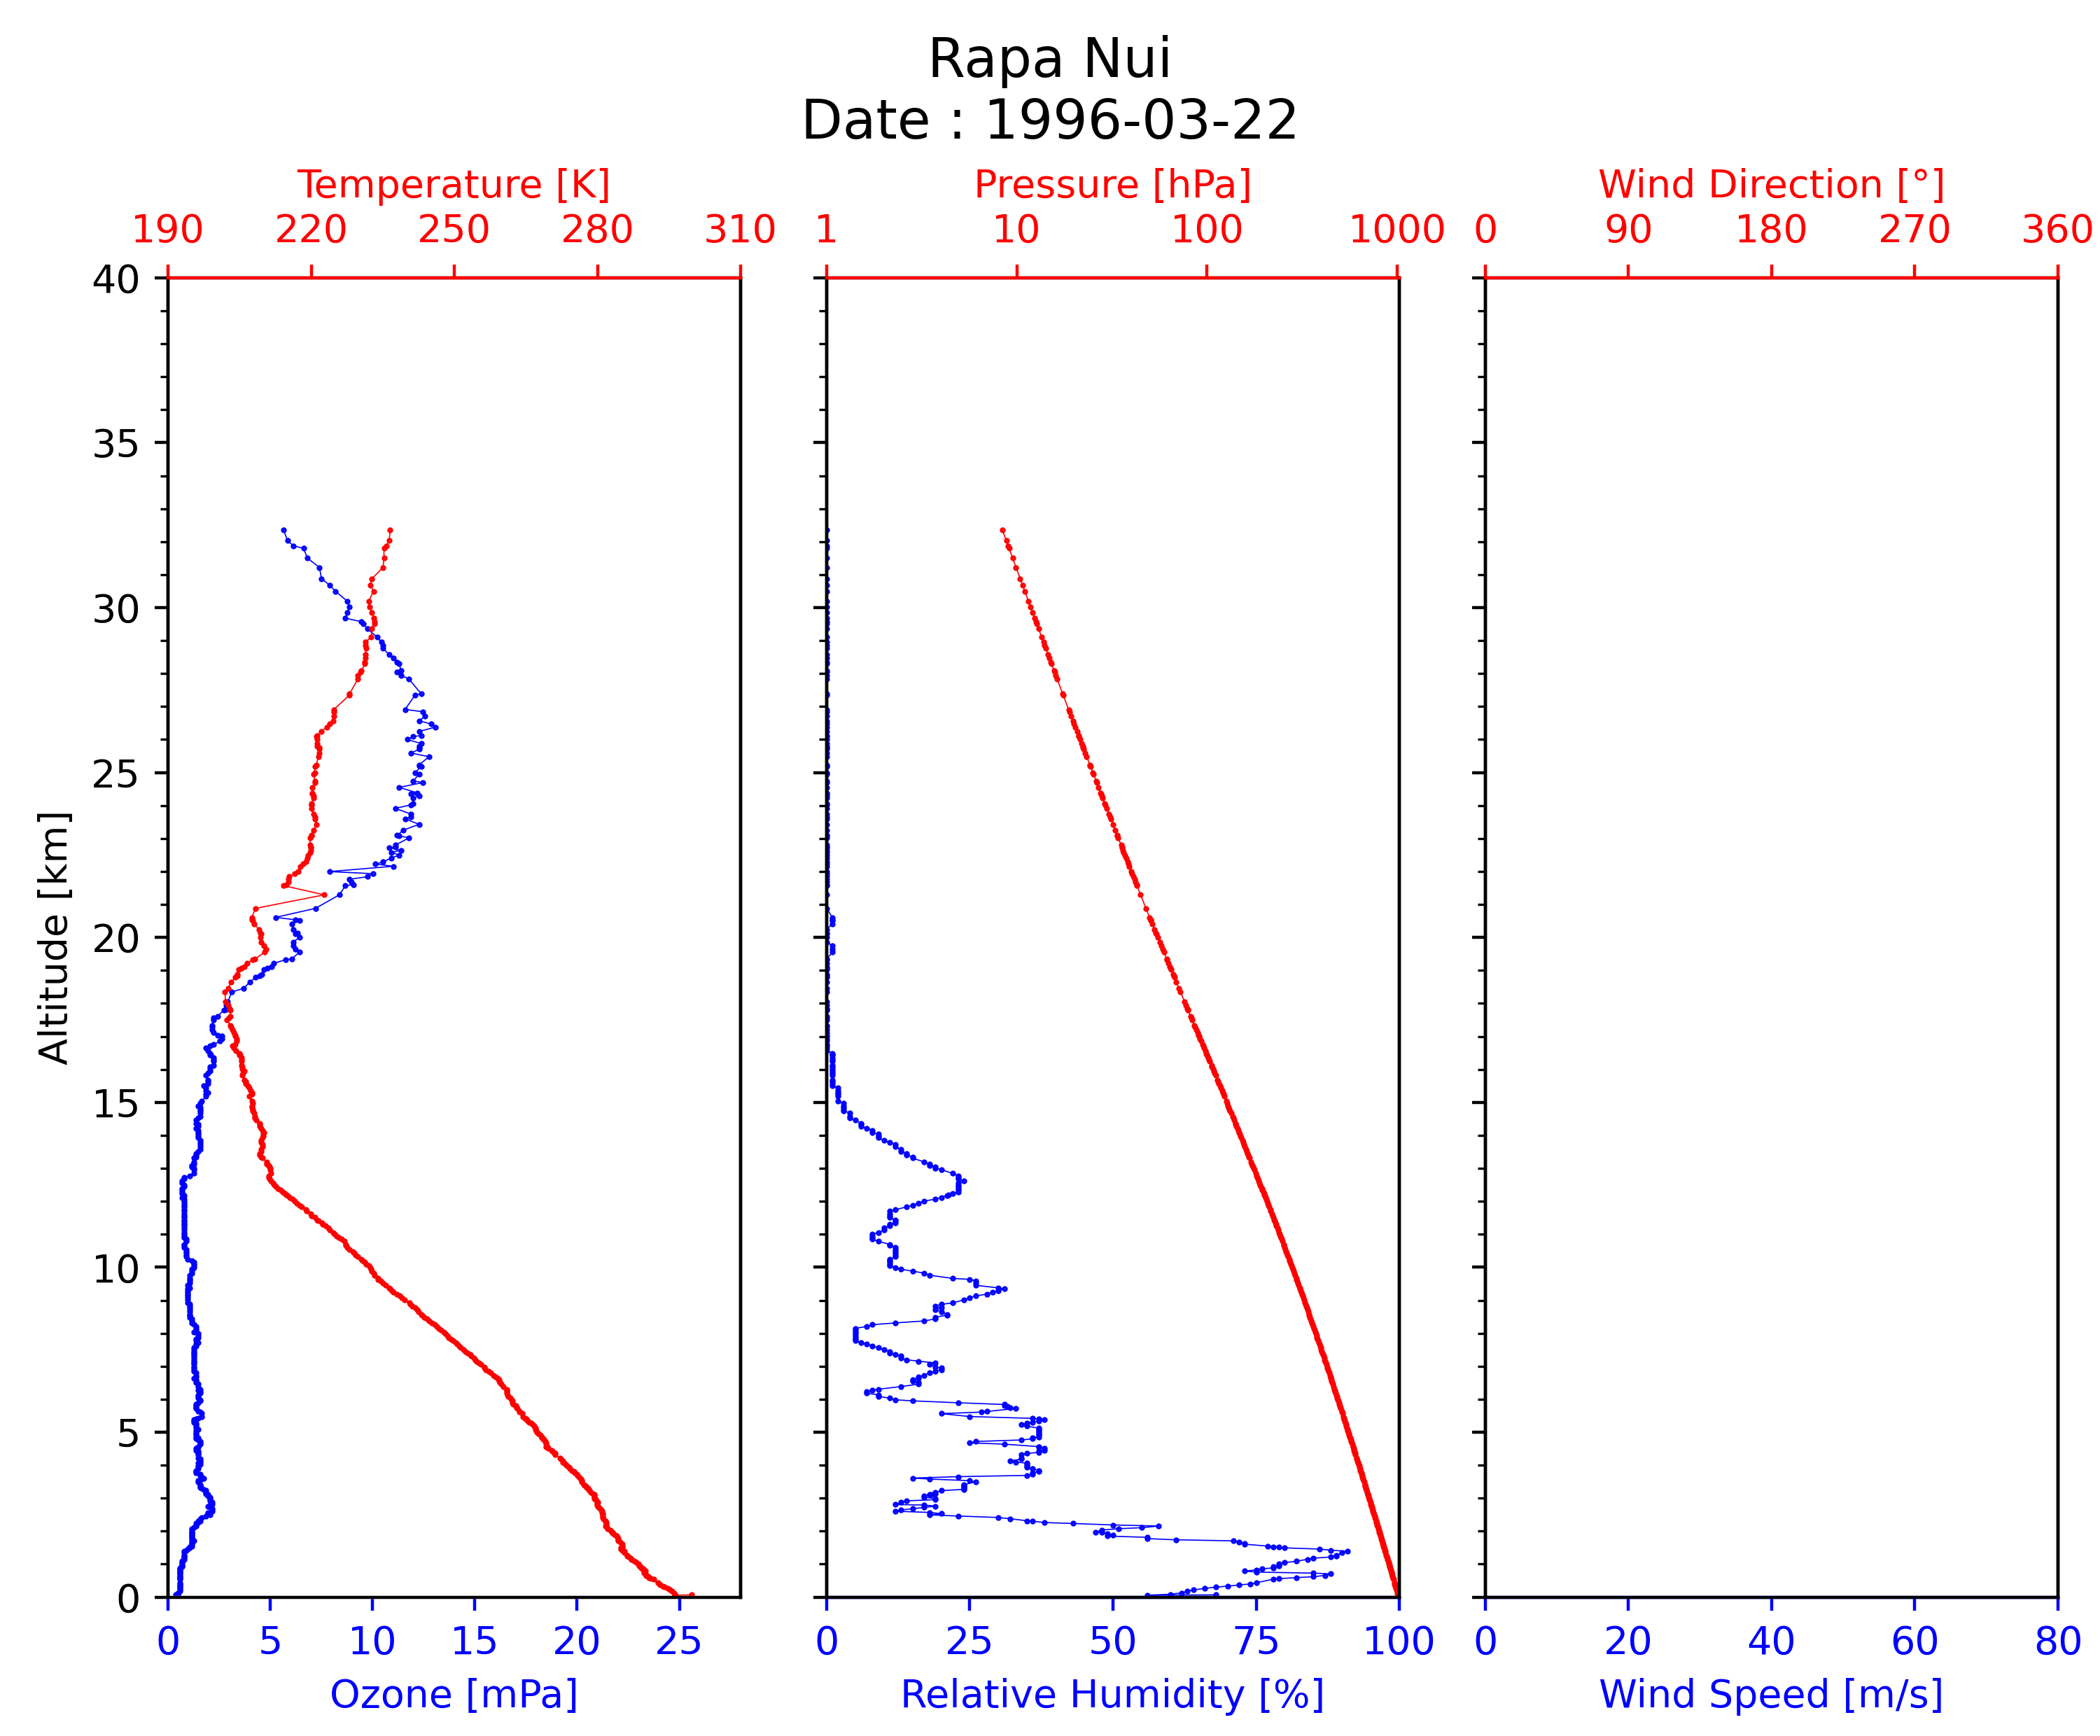 Rapa Nui
Date : 1996-03-22
Temperature [K]
190 220 250 280 310
Pressure [hPa]
1 10 100 1000
Wind Direction [°]
0 90 180 270 360
Altitude [km]
40
35
30
25
20
15
10
5
0
0 5 10 15 20 25
Ozone [mPa]
0 25 50 75 100
Relative Humidity [%]
0 20 40 60 80
Wind Speed [m/s]